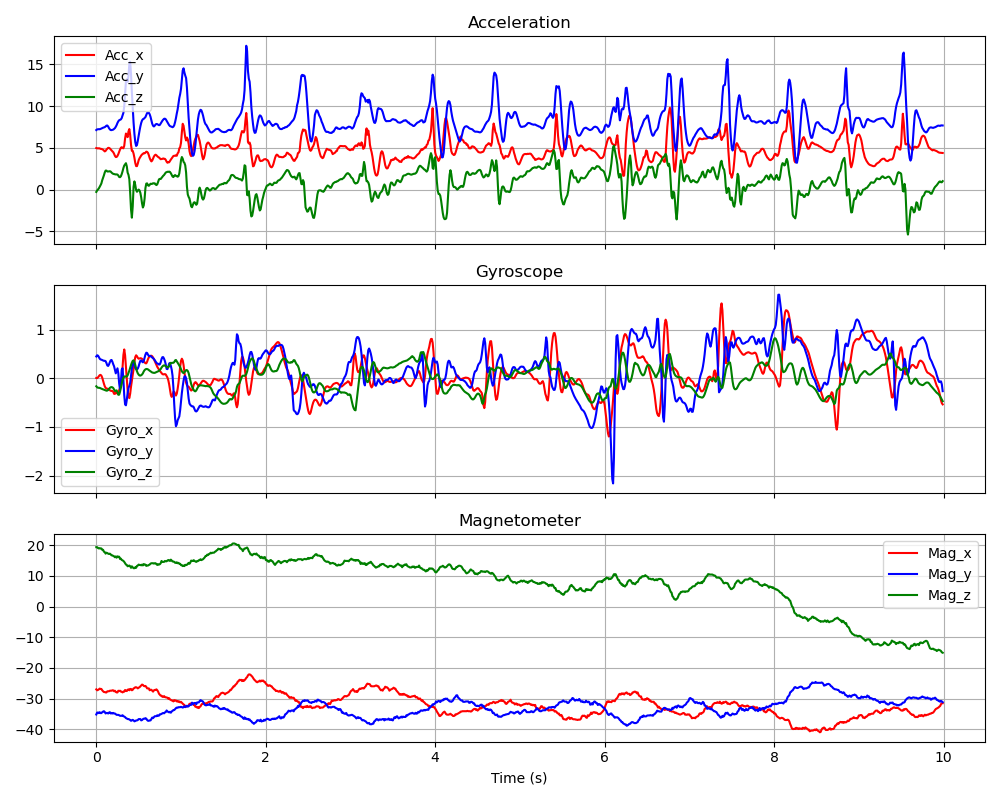 Acceleration
15
10
5
0
−5
Acc_x
Acc_y
Acc_z
Gyroscope
1
0
−1
−2
Gyro_x
Gyro_y
Gyro_z
Magnetometer
20
10
0
−10
−20
−30
−40
Mag_x
Mag_y
Mag_z
0 2 4 6 8 10
Time (s)